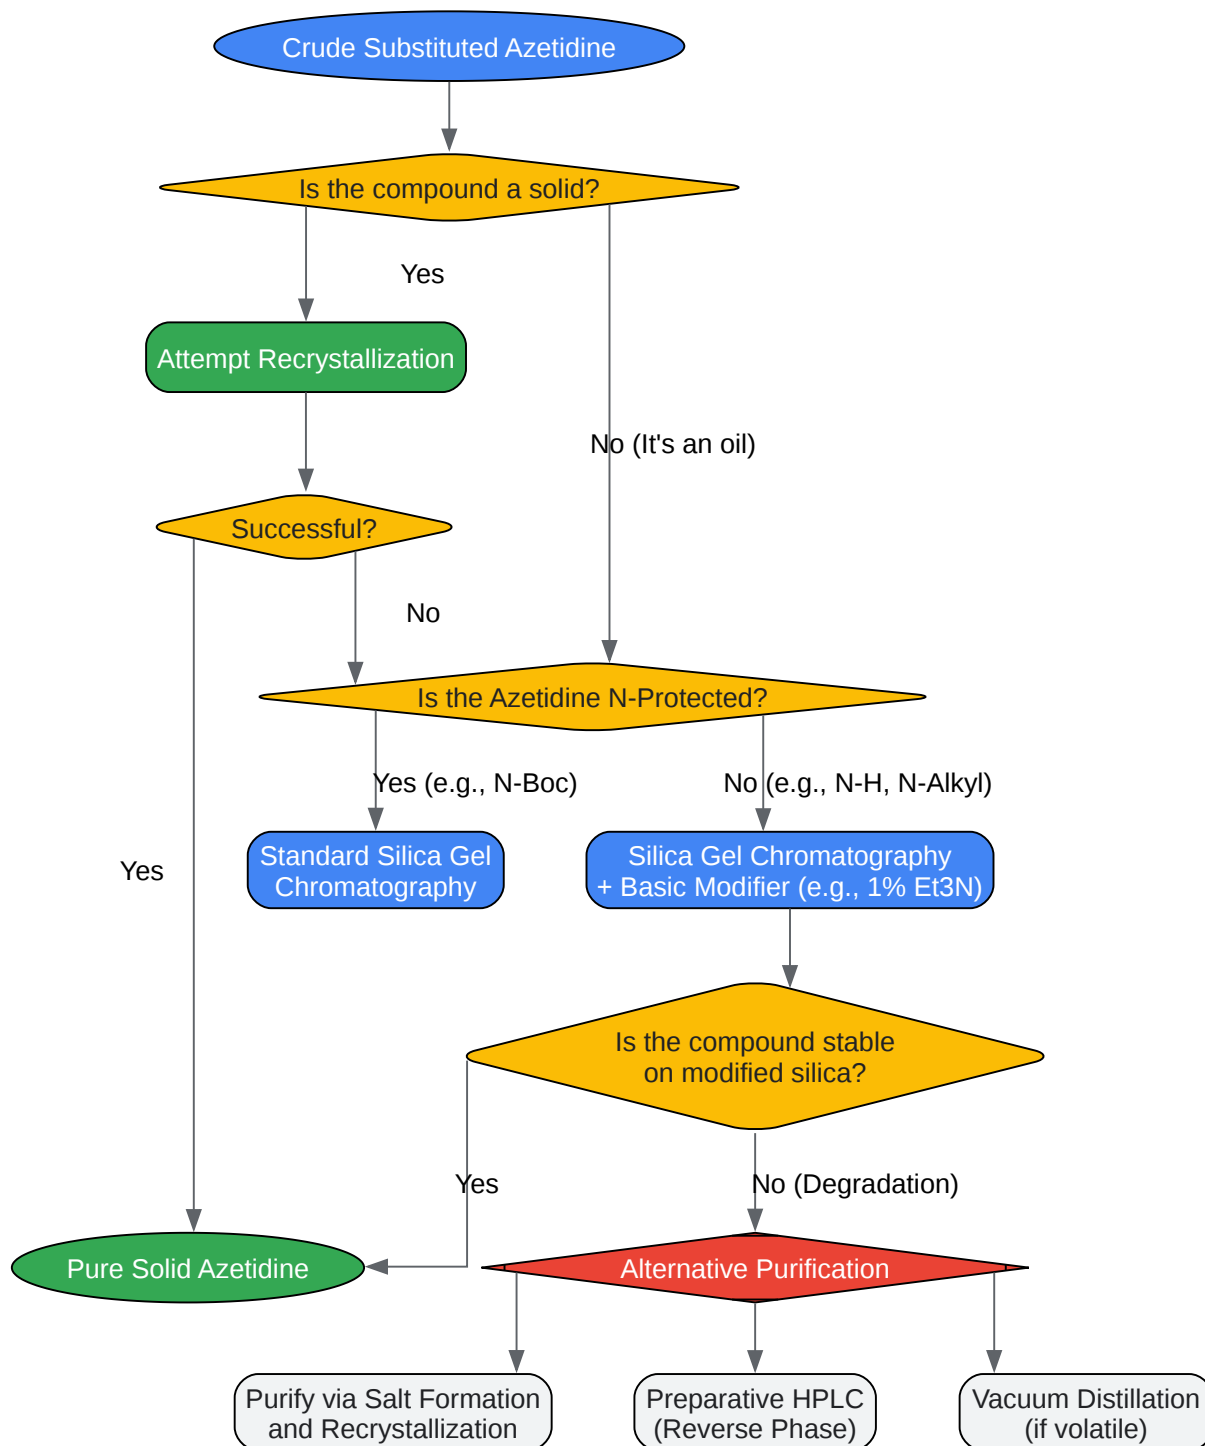 Crude Substituted Azetidine
Is the compound a solid?
Yes
Attempt Recrystallization
No (It's an oil)
Successful?
No
Is the Azetidine N-Protected?
Yes (e.g., N-Boc)
No (e.g., N-H, N-Alkyl)
Standard Silica Gel
Chromatography
Silica Gel Chromatography
+ Basic Modifier (e.g., 1% Et3N)
Yes
Is the compound stable
on modified silica?
Yes
No (Degradation)
Pure Solid Azetidine
Alternative Purification
Purify via Salt Formation
and Recrystallization
Preparative HPLC
(Reverse Phase)
Vacuum Distillation
(if volatile)